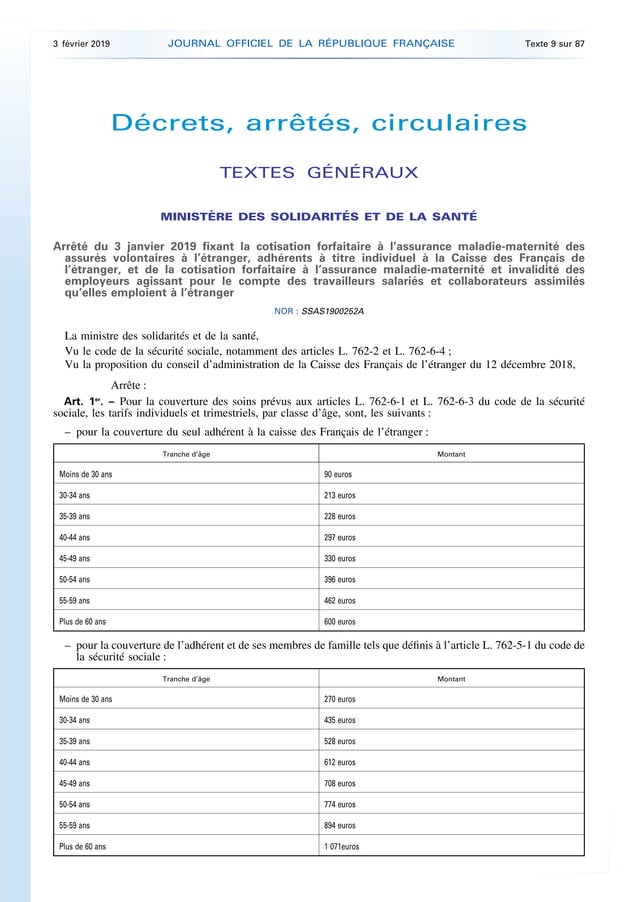 3 février 2019 JOURNAL OFFICIEL DE LA RÉPUBLIQUE FRANÇAISE Texte 9 sur 87
Décrets, arrêtés, circulaires
TEXTES GÉNÉRAUX
MINISTÈRE DES SOLIDARITÉS ET DE LA SANTÉ
Arrêté du 3 janvier 2019 fixant la cotisation forfaitaire à l’assurance maladie-maternité des
assurés volontaires à l’étranger, adhérents à titre individuel à la Caisse des Français de
l’étranger, et de la cotisation forfaitaire à l’assurance maladie-maternité et invalidité des
employeurs agissant pour le compte des travailleurs salariés et collaborateurs assimilés
qu’elles emploient à l’étranger
NOR : SSAS1900252A
La ministre des solidarités et de la santé,
Vu le code de la sécurité sociale, notamment des articles L. 762-2 et L. 762-6-4 ;
Vu la proposition du conseil d’administration de la Caisse des Français de l’étranger du 12 décembre 2018,
Arrête :
Art. 1er. – Pour la couverture des soins prévus aux articles L. 762-6-1 et L. 762-6-3 du code de la sécurité
sociale, les tarifs individuels et trimestriels, par classe d’âge, sont, les suivants :
– pour la couverture du seul adhérent à la caisse des Français de l’étranger :
Tranche d’âge Montant
Moins de 30 ans 90 euros
30-34 ans 213 euros
35-39 ans 228 euros
40-44 ans 297 euros
45-49 ans 330 euros
50-54 ans 396 euros
55-59 ans 462 euros
Plus de 60 ans 600 euros
– pour la couverture de l’adhérent et de ses membres de famille tels que définis à l’article L. 762-5-1 du code de
la sécurité sociale :
Tranche d’âge Montant
Moins de 30 ans 270 euros
30-34 ans 435 euros
35-39 ans 528 euros
40-44 ans 612 euros
45-49 ans 708 euros
50-54 ans 774 euros
55-59 ans 894 euros
Plus de 60 ans 1 071euros